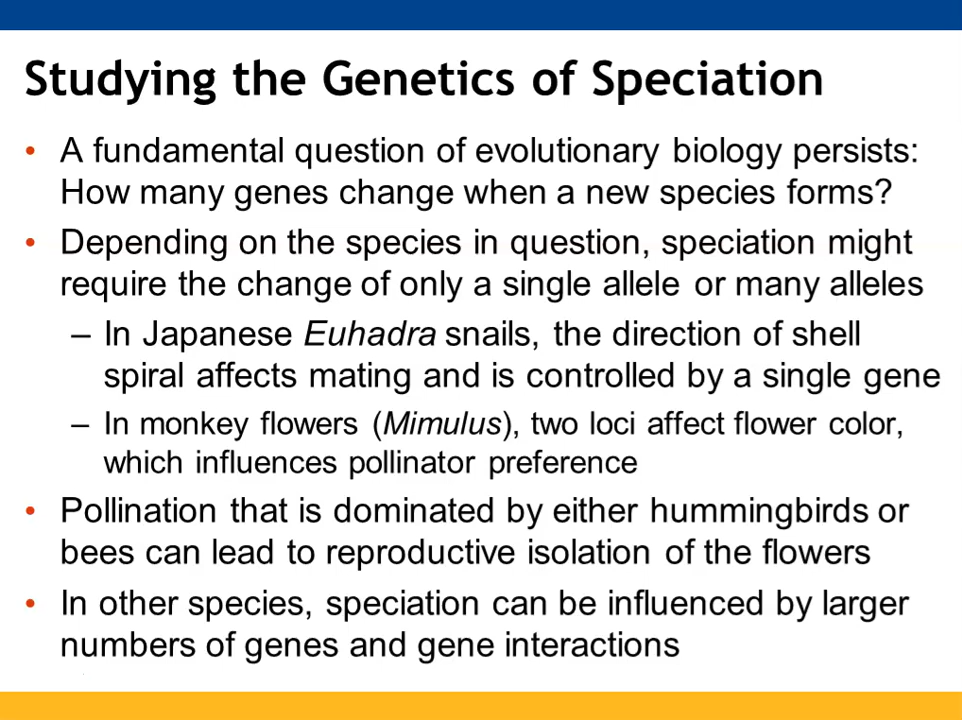 Studying the Genetics of Speciation
• A fundamental question of evolutionary biology persists:
How many genes change when a new species forms?
• Depending on the species in question, speciation might
require the change of only a single allele or many alleles
– In Japanese Euhadra snails, the direction of shell
spiral affects mating and is controlled by a single gene
– In monkey flowers (Mimulus), two loci affect flower color,
which influences pollinator preference
• Pollination that is dominated by either hummingbirds or
bees can lead to reproductive isolation of the flowers
• In other species, speciation can be influenced by larger
numbers of genes and gene interactions